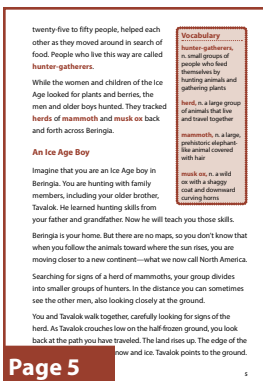 twenty-five to fifty people, helped each
other as they moved around in search of
food. People who live this way are called
hunter-gatherers.
While the women and children of the Ice
Age looked for plants and berries, the
men and older boys hunted. They tracked
herds of mammoth and musk ox back
and forth across Beringia.
Vocabulary
hunter-gatherers,
n. small groups of
people who feed
themselves by
hunting animals and
gathering plants
herd, n. a large group
of animals that live
and travel together
mammoth, n. a large,
prehistoric elephant-
like animal covered
with hair
musk ox, n. a wild
ox with a shaggy
coat and downward
curving horns
An Ice Age Boy
Imagine that you are an Ice Age Boy in
Beringia. You are hunting with family
members, including your older brother,
Tavalok. He learned hunting skills from
your father and grandfather. Now he will teach you those skills.
Beringia is your home. But there are no maps, so you don't know that
when you follow the animals toward where the sun rises, you are
moving closer to a new continent—what we now call North America.
Searching for signs of a herd of mammoths, your group divides
into smaller groups of hunters. In the distance you can sometimes
see the other men, also looking closely at the ground.
You and Tavalok walk together, carefully looking for signs of the
herd. As Tavalok crouches low on the half-frozen ground, you look
back at the path you have traveled. The land rises up. The edge of the
now and ice. Tavalok points to the ground.
Page 5
5